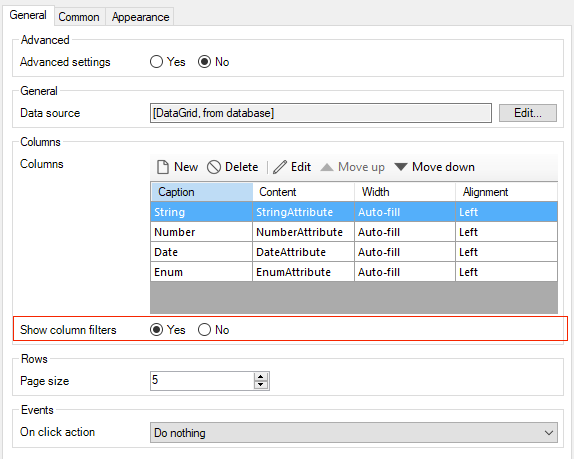 General Common Appearance
Advanced
Advanced settings Yes No
General
Data source [DataGrid, from database] Edit...
Columns
Columns New Delete Edit Move up Move down
Caption Content Width Alignment
String StringAttribute Auto-fill Left
Number NumberAttribute Auto-fill Left
Date DateAttribute Auto-fill Left
Enum EnumAttribute Auto-fill Left
Show column filters Yes No
Rows
Page size 5
Events
On click action Do nothing